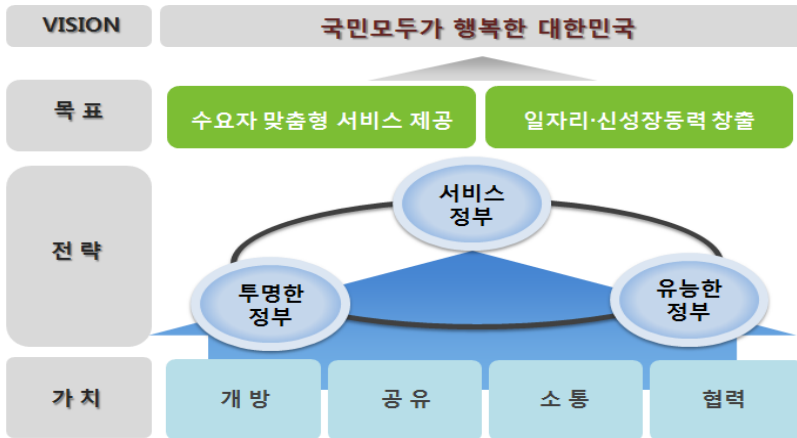 VISION
국민모두가 행복한 대한민국
목 표
수요자 맞춤형 서비스 제공
일자리·신성장동력 창출
전 략
서비스
정부
투명한
정부
유능한
정부
가 치
개 방
공 유
소 통
협력